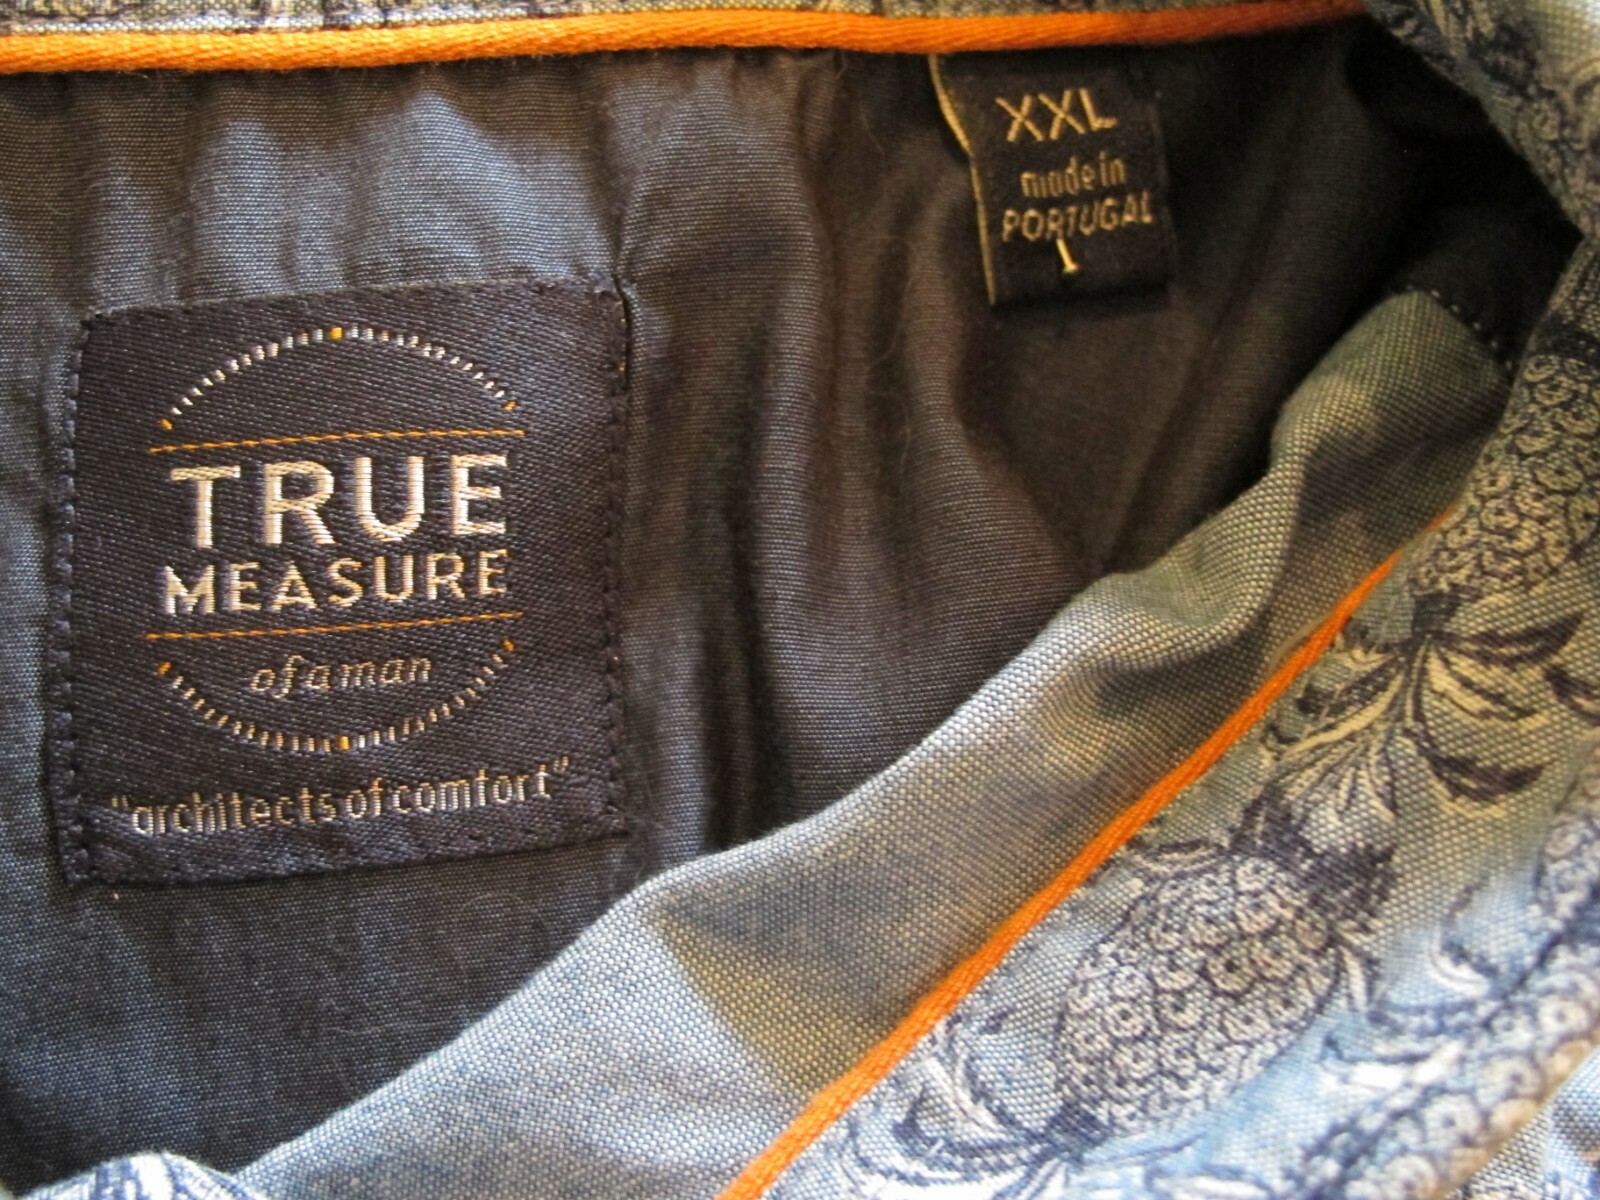 XXL
made in
PORTUGAL
TRUE
MEASURE
of a man
"architects of comfort"